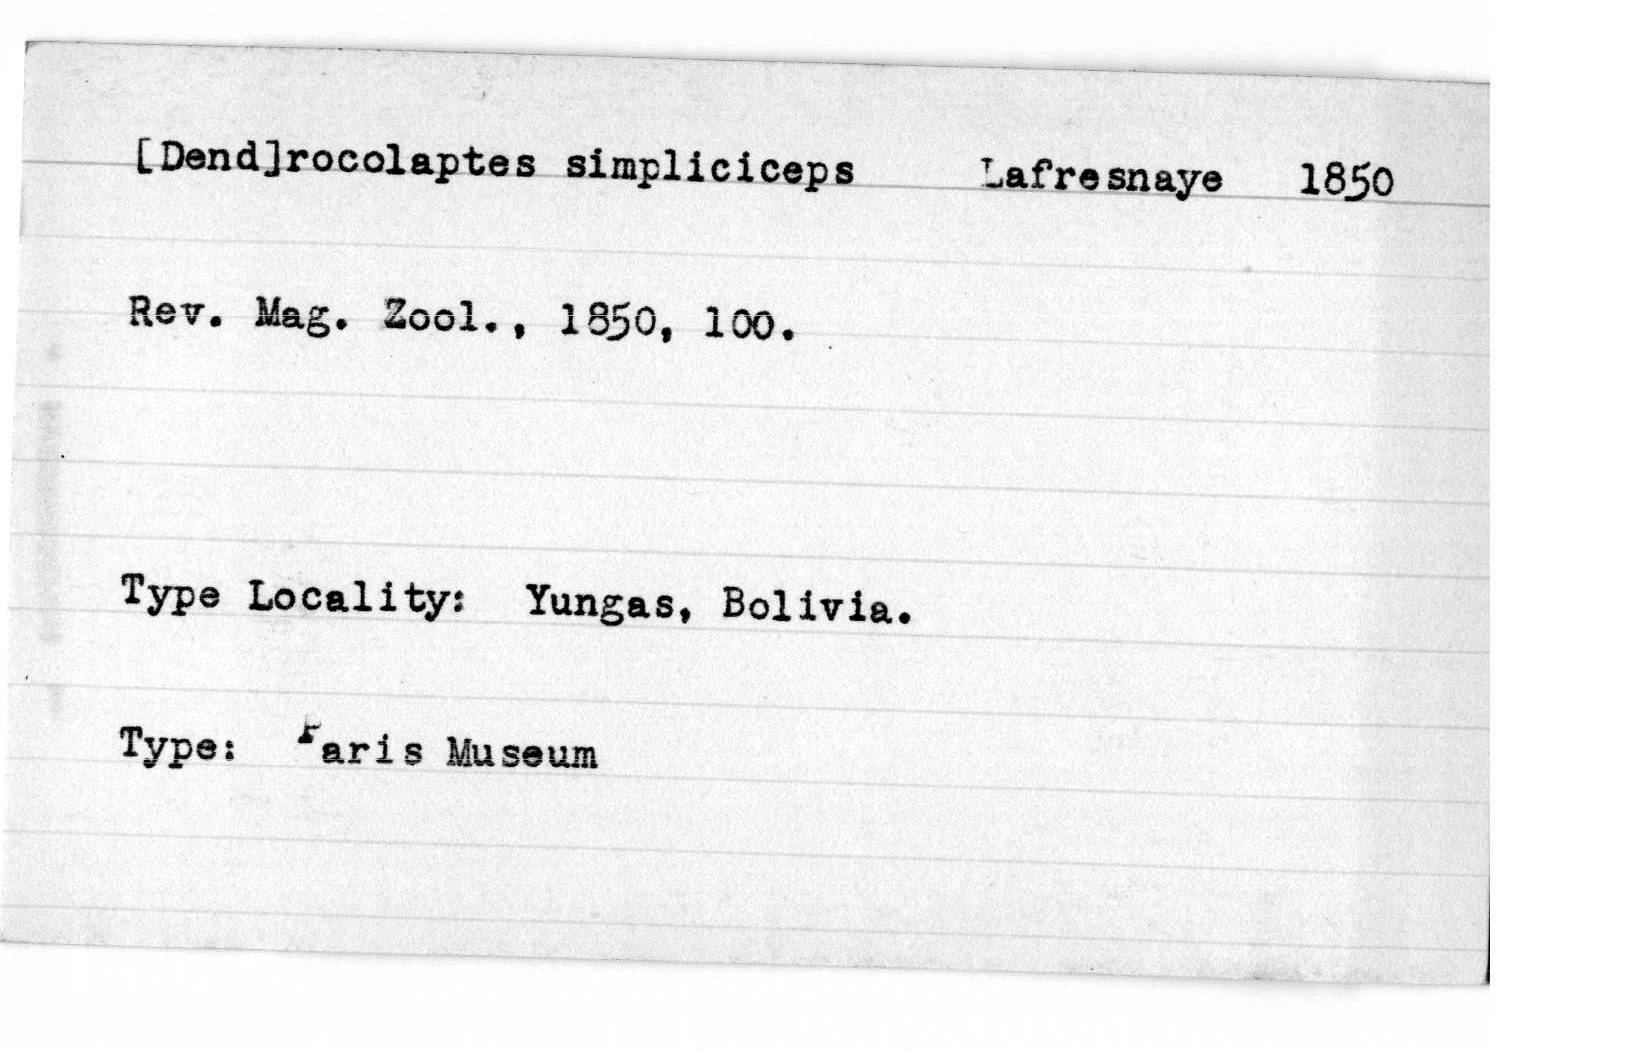 [Dend]rocolaptes simpliciceps Lafresnaye 1850
Rev. Mag. Zool., 1850, 100.
Type Locality: Yungas, Bolivia.
Type: Paris Museum